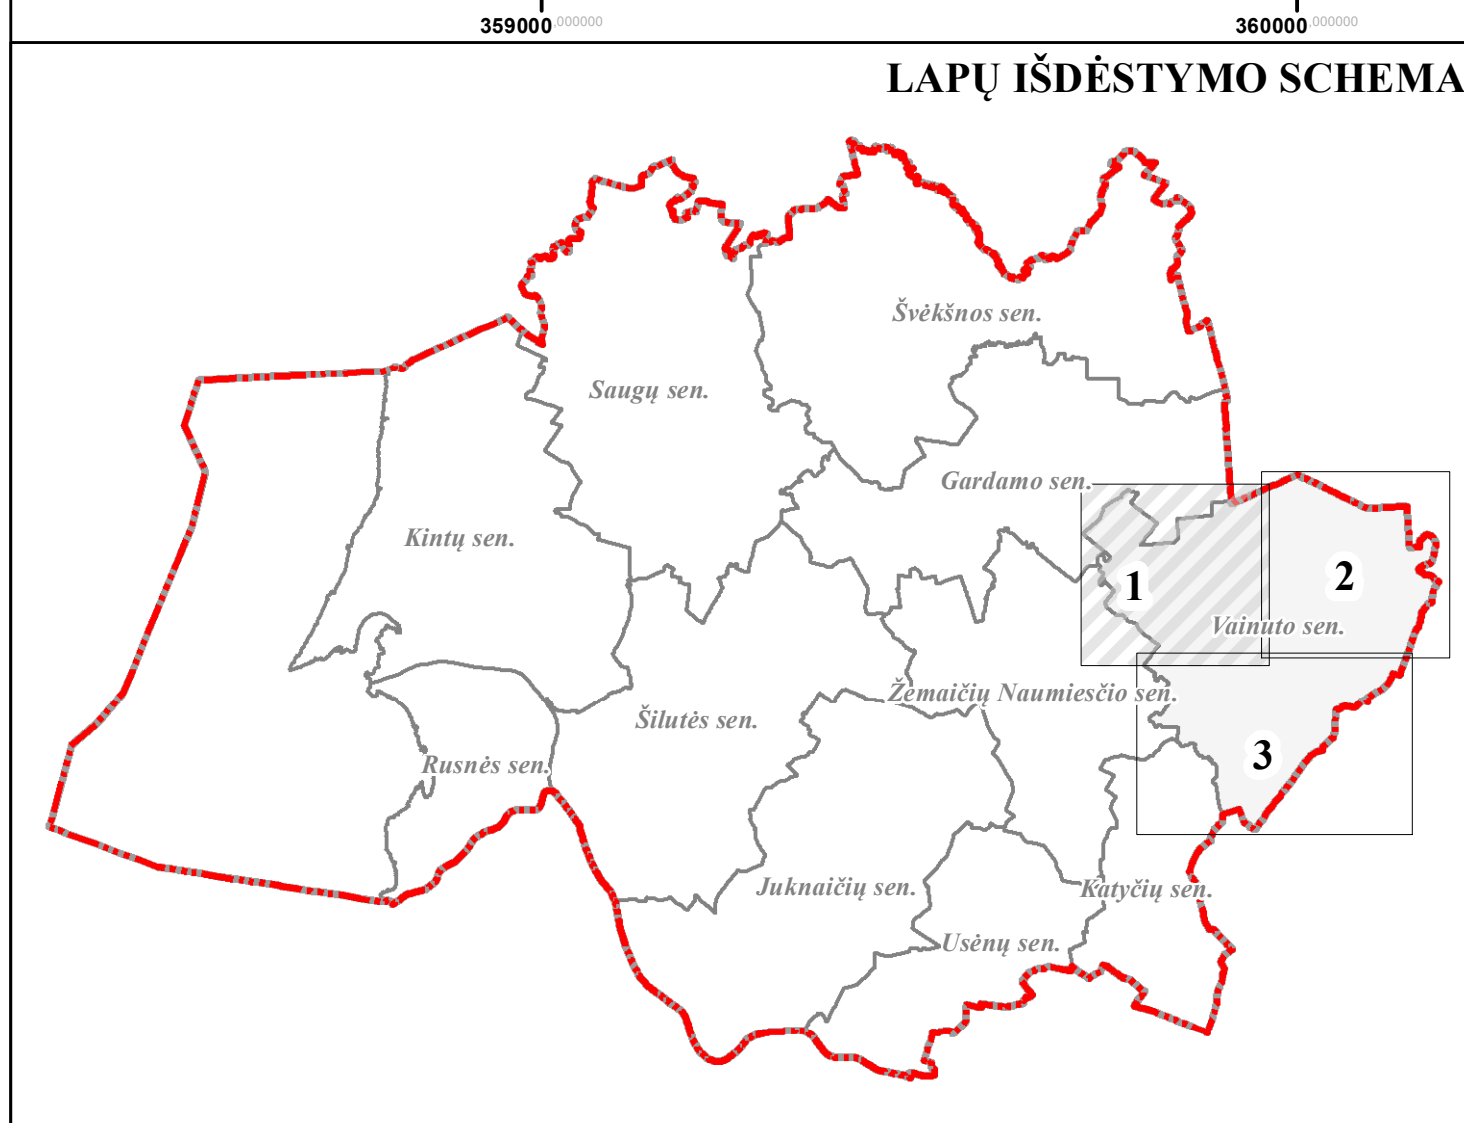 359000.000000 360000.000000
LAPŲ IŠDĖSTYMO SCHEMA
Švėkšnos sen.
Saugų sen.
Gardamo sen.
Kintų sen.
1
2
Vainuto sen.
Žemaičių Naumiesčio sen.
Šilutės sen.
Rusnės sen.
3
Juknaičių sen.
Katyčių sen.
Usėnų sen.